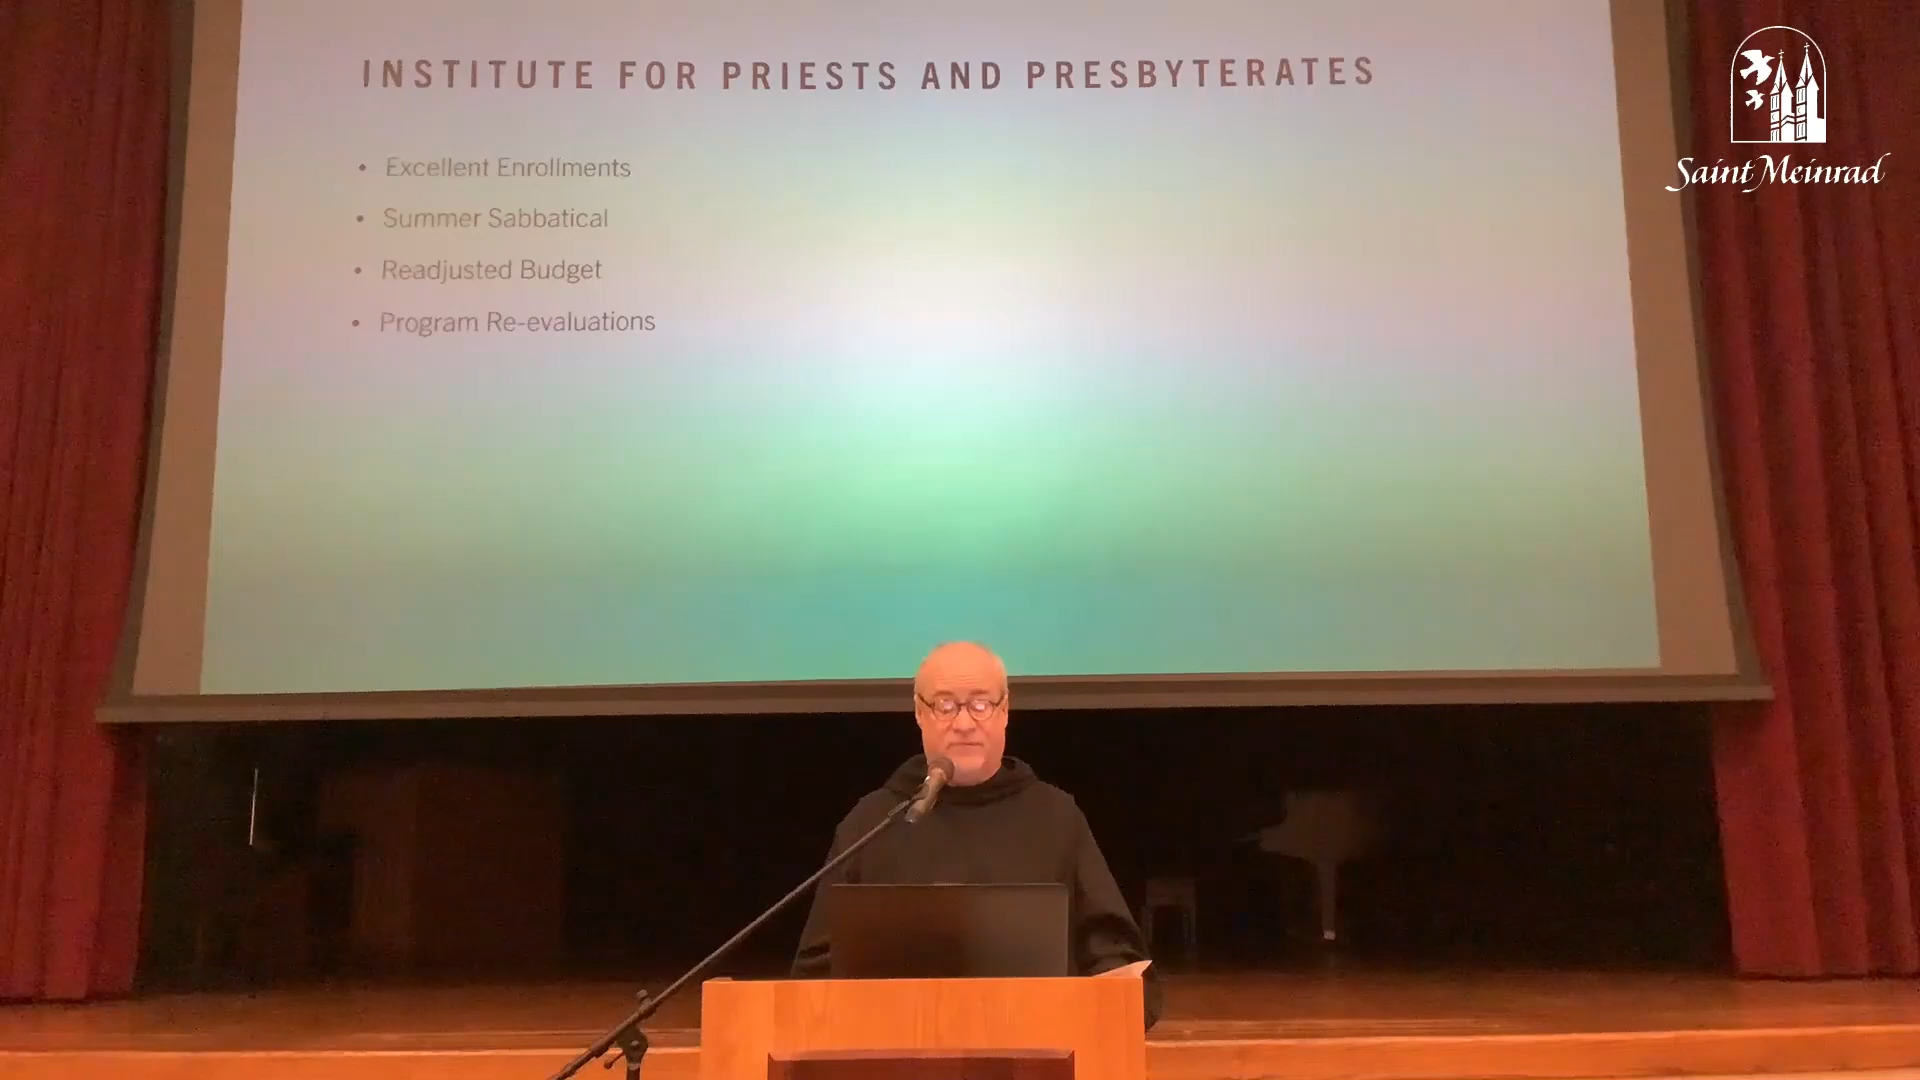 INSTITUTE FOR PRIESTS AND PRESBYTERATES
• Excellent Enrollments
• Summer Sabbatical
• Readjusted Budget
• Program Re-evaluations
Saint Meinrad